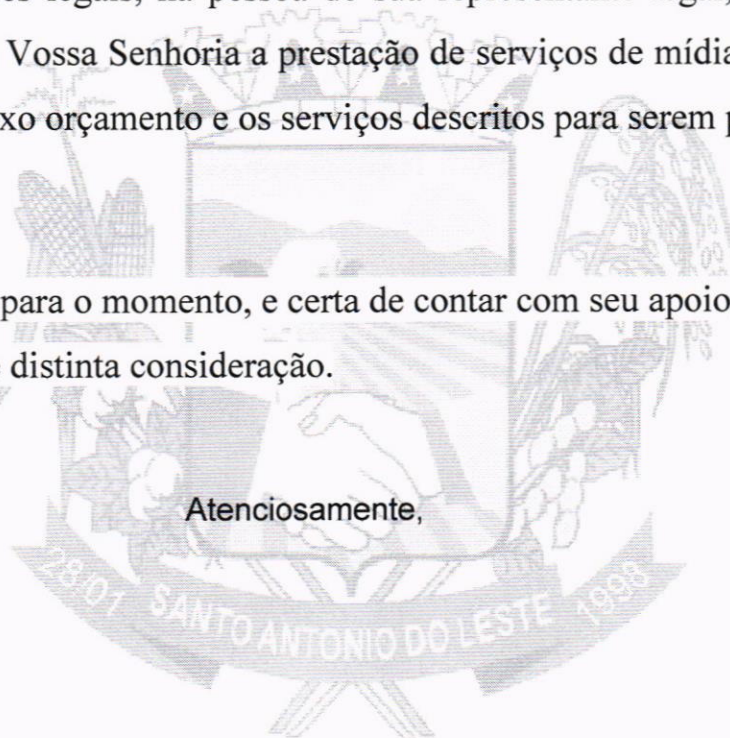 Vossa Senhoria a prestação de serviços de mídia
xo orçamento e os serviços descritos para serem p
para o momento, e certa de contar com seu apoio
distinta consideração.
Atenciosamente,
28/01 SANTO ANTONIO DO LESTE 1998